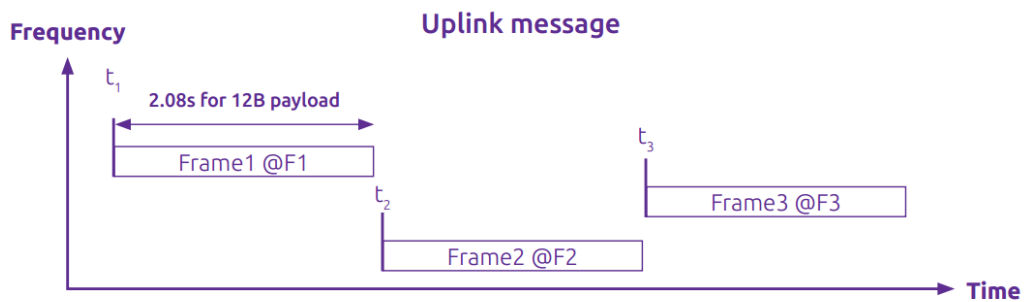 Uplink message
Frequency
t1
2.08s for 12B payload
Frame1 @F1
t2
Frame2 @F2
t3
Frame3 @F3
Time